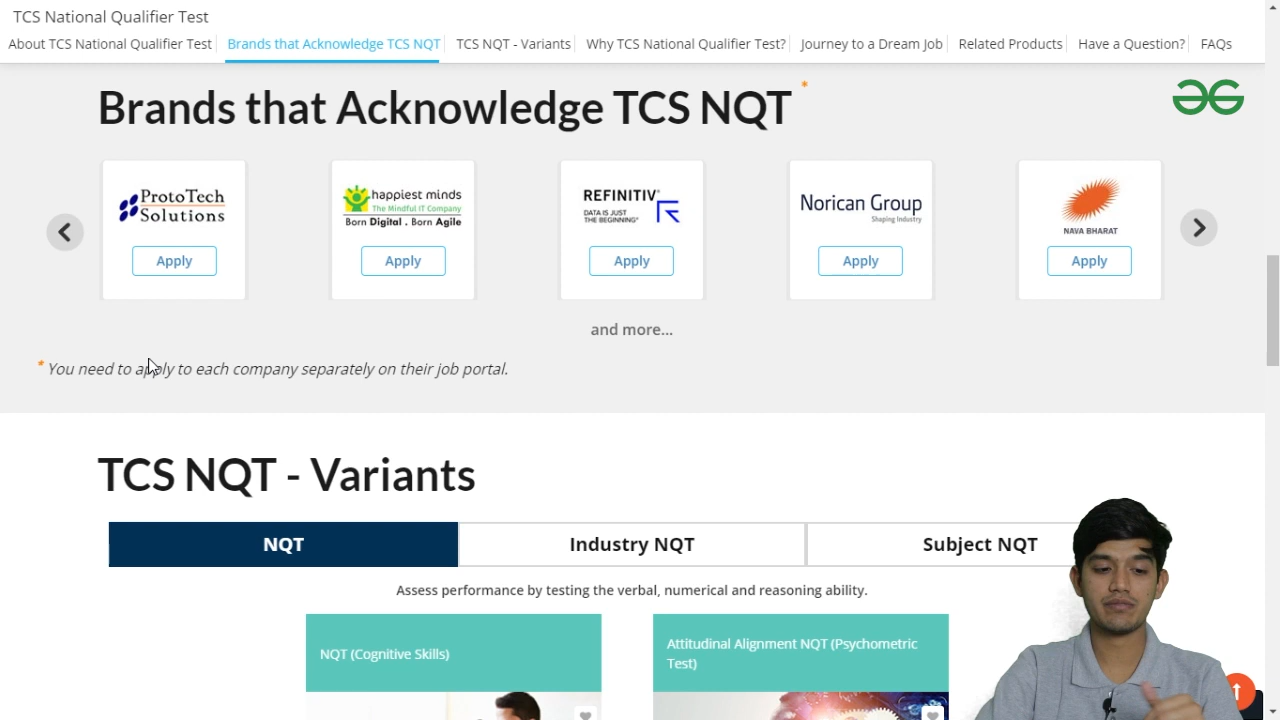 TCS National Qualifier Test
About TCS National Qualifier Test
Brands that Acknowledge TCS NQT
TCS NQT - Variants
Why TCS National Qualifier Test?
Journey to a Dream Job
Related Products
Have a Question?
FAQs
Brands that Acknowledge TCS NQT *
ProtoTech
Solutions
Apply
happiest minds
The Mindful IT Company
Born Digital . Born Agile
Apply
REFINITIV
DATA IS JUST
THE BEGINNING
Apply
Norican Group
Shaping Industry
Apply
NAVA BHARAT
Apply
and more...
* You need to apply to each company separately on their job portal.
TCS NQT - Variants
NQT
Industry NQT
Subject NQT
Assess performance by testing the verbal, numerical and reasoning ability.
NQT (Cognitive Skills)
Attitudinal Alignment NQT (Psychometric
Test)